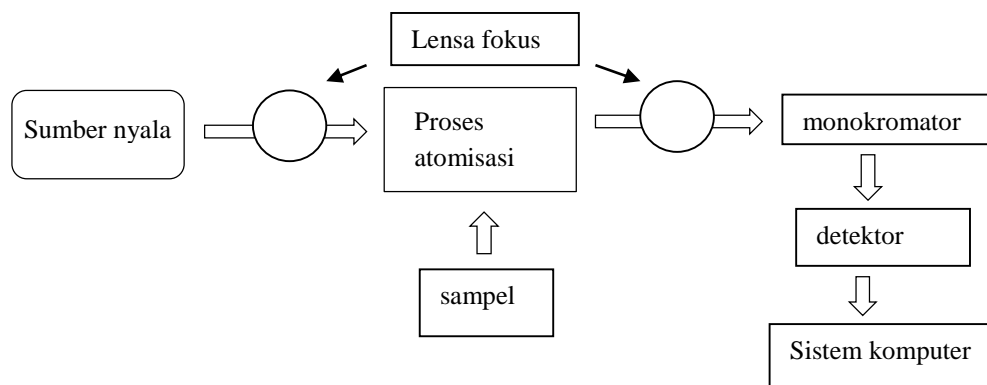 Lensa fokus
Sumber nyala
Proses
atomisasi
monokromator
detektor
sampel
Sistem komputer